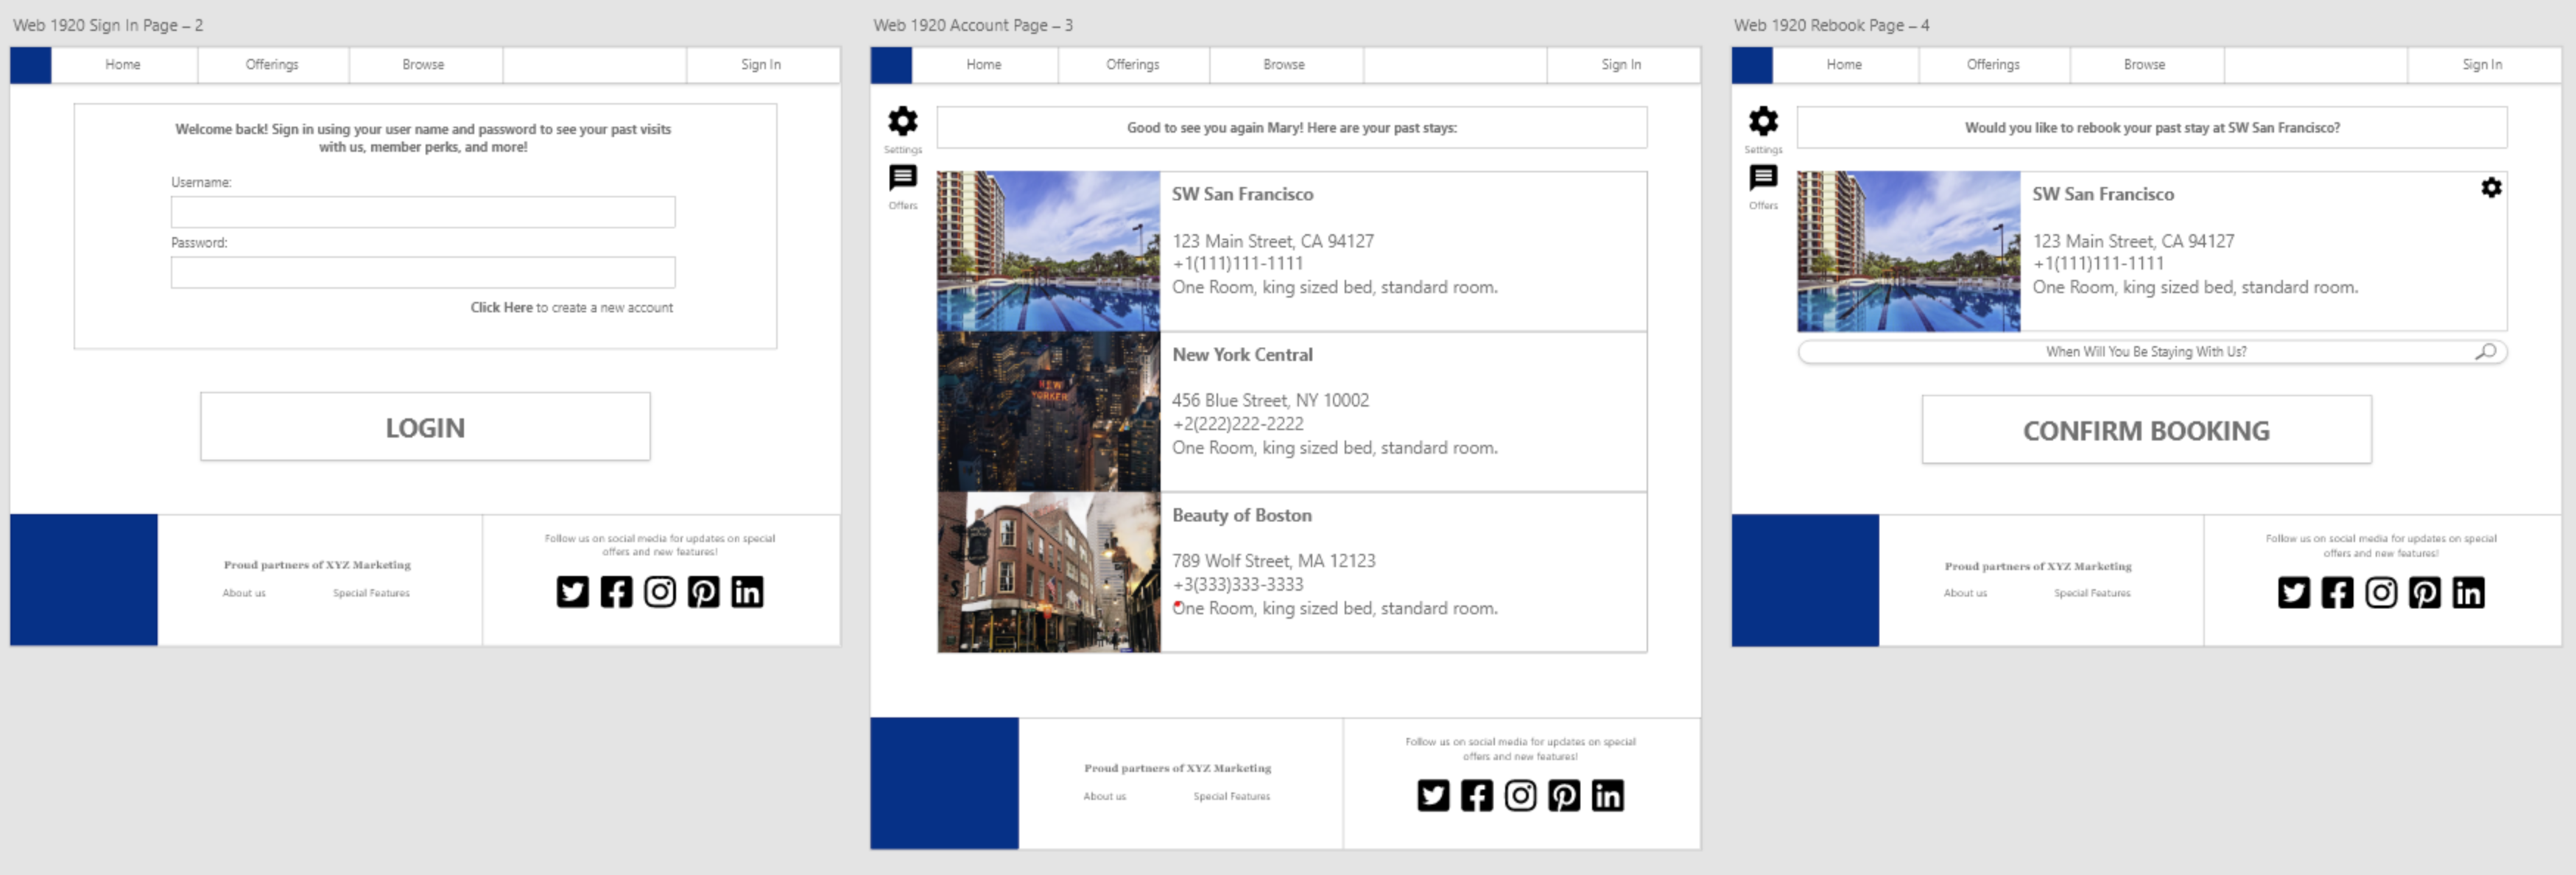 Web 1920 Sign In Page – 2
Home
Offerings
Browse
Sign In
Welcome back! Sign in using your user name and password to see your past visits
with us, member perks, and more!
Username:
Password:
Click Here to create a new account
LOGIN
Proud partners of XYZ Marketing
About us
Special Features
Follow us on social media for updates on special
offers and new features!
Web 1920 Account Page – 3
Home
Offerings
Browse
Sign In
Settings
Offers
Good to see you again Mary! Here are your past stays:
SW San Francisco
123 Main Street, CA 94127
+1(111)111-1111
One Room, king sized bed, standard room.
NEW
YORKER
New York Central
456 Blue Street, NY 10002
+2(222)222-2222
One Room, king sized bed, standard room.
Beauty of Boston
789 Wolf Street, MA 12123
+3(333)333-3333
One Room, king sized bed, standard room.
Proud partners of XYZ Marketing
About us
Special Features
Follow us on social media for updates on special
offers and new features!
Web 1920 Rebook Page – 4
Home
Offerings
Browse
Sign In
Settings
Offers
Would you like to rebook your past stay at SW San Francisco?
SW San Francisco
123 Main Street, CA 94127
+1(111)111-1111
One Room, king sized bed, standard room.
When Will You Be Staying With Us?
CONFIRM BOOKING
Proud partners of XYZ Marketing
About us
Special Features
Follow us on social media for updates on special
offers and new features!